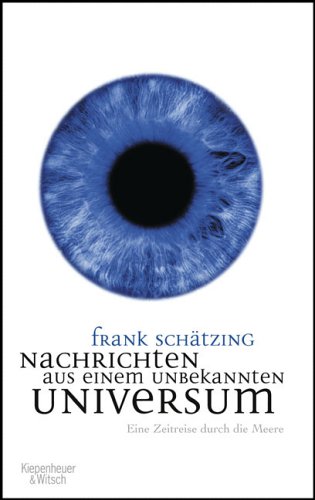 FRANK SCHÄTZING
NACHRICHTEN
AUS EINEM UNBEKANNTEN
UNIVERSUM
Eine Zeitreise durch die Meere
Kiepenheuer
&Witsch